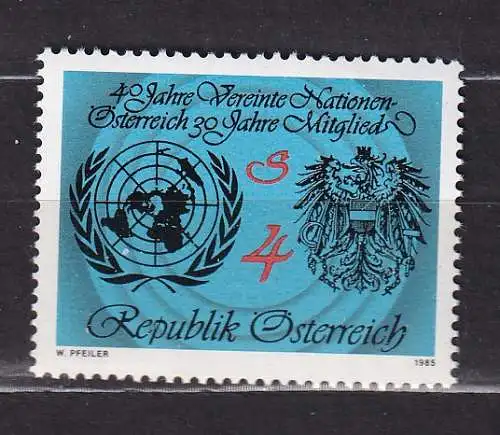 40 Jahre Vereinte Nationen-
Österreich 30 Jahre Mitglied
S
4
Republik Österreich
W. PFEILER 1985